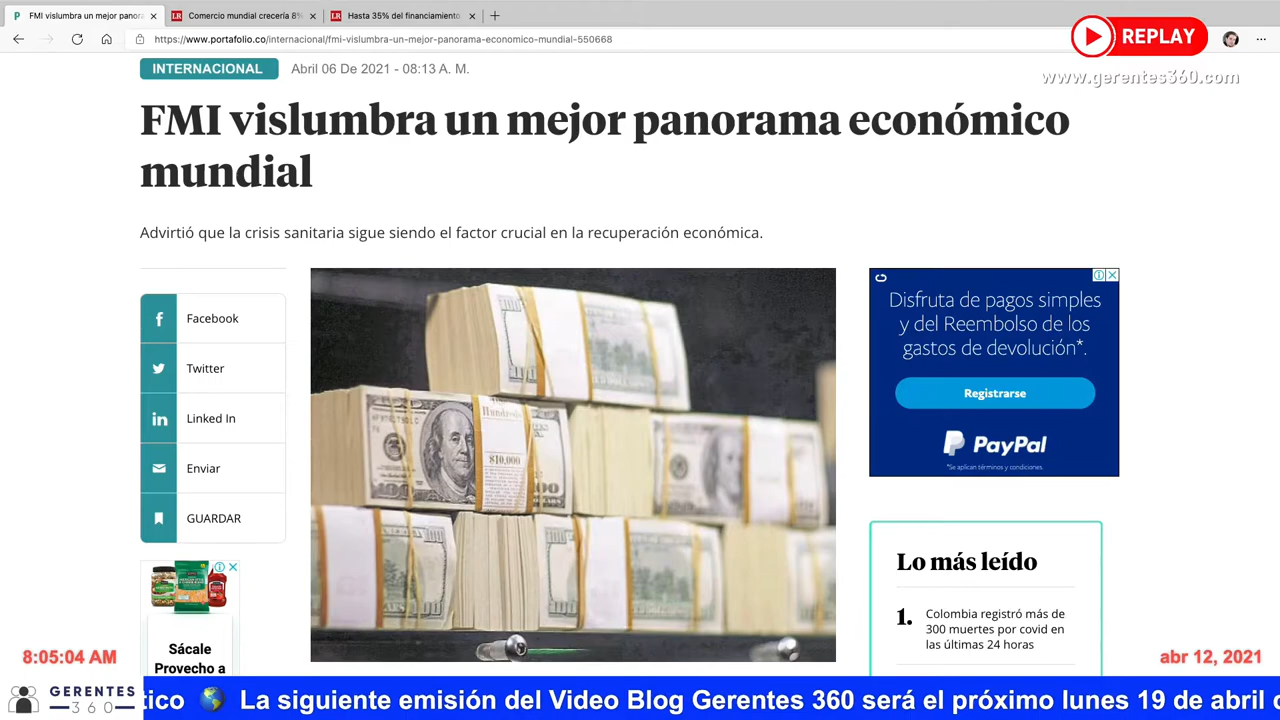 FMI vislumbra un mejor panora
Comercio mundial crecería 8%
Hasta 35% del financiamiento
https://www.portafolio.co/internacional/fmi-vislumbra-un-mejor-panorama-economico-mundial-550668
REPLAY
www.gerentes360.com
INTERNACIONAL
Abril 06 De 2021 - 08:13 A. M.
FMI vislumbra un mejor panorama económico
mundial
Advirtió que la crisis sanitaria sigue siendo el factor crucial en la recuperación económica.
Facebook
Twitter
Linked In
Enviar
GUARDAR
$10,000
Disfruta de pagos simples
y del Reembolso de los
gastos de devolución*.
Registrarse
PayPal
*Se aplican términos y condiciones.
Lo más leído
1.
Colombia registró más de
300 muertes por covid en
las últimas 24 horas
Sácale
Provecho a
8:05:04 AM
abr 12, 2021
GERENTES
360
tico 🌎 La siguiente emisión del Video Blog Gerentes 360 será el próximo lunes 19 de abril